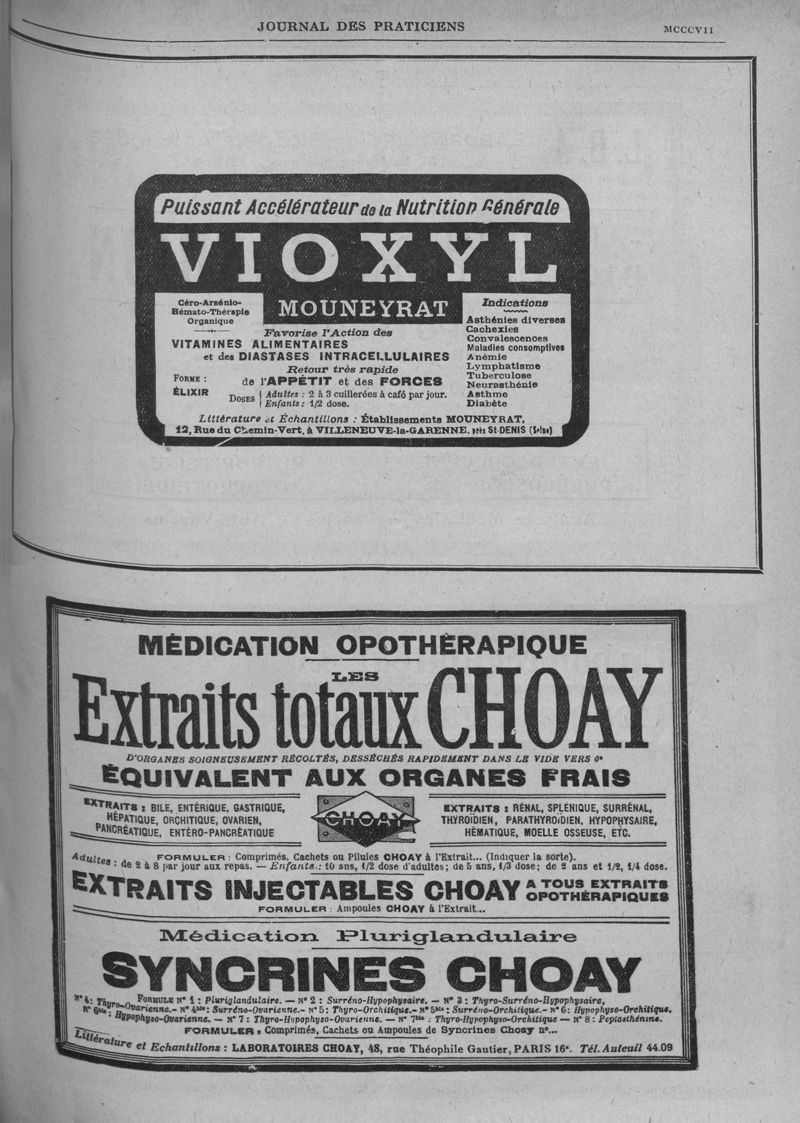 JOURNAL DES PRATICIENS
MCCCVII
Puissant Accélérateur de la Nutrition Générale
VIOXYL
MOUNEYRAT
Céro-Arsénio-
Hémato-Thérapie
Organique
Favorise l'Action des
VITAMINES ALIMENTAIRES
et des DIASTASES INTRACELLULAIRES
Retour très rapide
de l'APPÉTIT et des FORCES
FORME :
ÉLIXIR
DOSES
Adultes : 2 à 3 cuillerées à café par jour.
Enfants : 1/2 dose.
Indications
Asthénies diverses
Cachexies
Convalescences
Maladies consomptives
Anémie
Lymphatisme
Tuberculose
Neurasthénie
Asthme
Diabète
Littérature et Échantillons : Établissements MOUNEYRAT,
12, Rue du Chemin-Vert, à VILLENEUVE-la-GARENNE, près St-DENIS (Seine)
MÉDICATION OPOTHÉRAPIQUE
LES
Extraits totaux CHOAY
D'ORGANES SOIGNEUSEMENT RÉCOLTÉS, DESSÉCHÉS RAPIDEMENT DANS LE VIDE VERS 0°
ÉQUIVALENT AUX ORGANES FRAIS
EXTRAITS : BILE, ENTÉRIQUE, GASTRIQUE,
HÉPATIQUE, ORCHITIQUE, OVARIEN,
PANCRÉATIQUE, ENTÉRO-PANCRÉATIQUE
CHOAY
EXTRAITS : RÉNAL, SPLÉNIQUE, SURRÉNAL,
THYROÏDIEN, PARATHYROÏDIEN, HYPOPHYSAIRE,
HÉMATIQUE, MOELLE OSSEUSE, ETC.
FORMULER : Comprimés, Cachets ou Pilules CHOAY à l'Extrait... (Indiquer la sorte).
Adultes : de 2 à 8 par jour aux repas. — Enfants : 10 ans, 1/2 dose d'adultes; de 5 ans, 1/3 dose; de 2 ans et 1/2, 1/4 dose.
EXTRAITS INJECTABLES CHOAY A TOUS EXTRAITS OPOTHÉRAPIQUES
FORMULER : Ampoules CHOAY à l'Extrait...
Médication Pluriglandulaire
SYNCRINES CHOAY
FORMULE N° 1 : Pluriglandulaire. — N° 2 : Surréno-Hypophysaire. — N° 3 : Thyro-Surréno-Hypophysaire,
N° 4 : Thyro-Ovarienne. - N° 4bis : Surréno-Ovarienne. - N° 5 : Thyro-Orchitique. - N° 5bis : Surréno-Orchitique. - N° 6 : Hypophyso-Orchitique.
N° 6bis : Hypophyso-Ovarienne. — N° 7 : Thyro-Hypophyso-Ovarienne. — N° 7bis : Thyro-Hypophyso-Orchitique — N° 8 : Peptosthénine.
FORMULER : Comprimés, Cachets ou Ampoules de Syncrines Choay n°...
Littérature et Echantillons : LABORATOIRES CHOAY, 48, rue Théophile Gautier, PARIS 16e. Tél. Auteuil 44.09